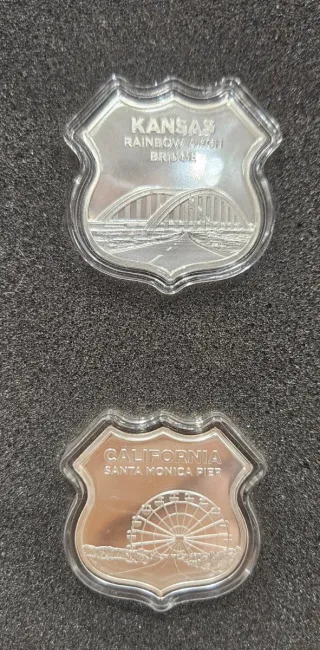 KANSAS
RAINBOW ARCH
BRIDGE
CALIFORNIA
SANTA MONICA PIER